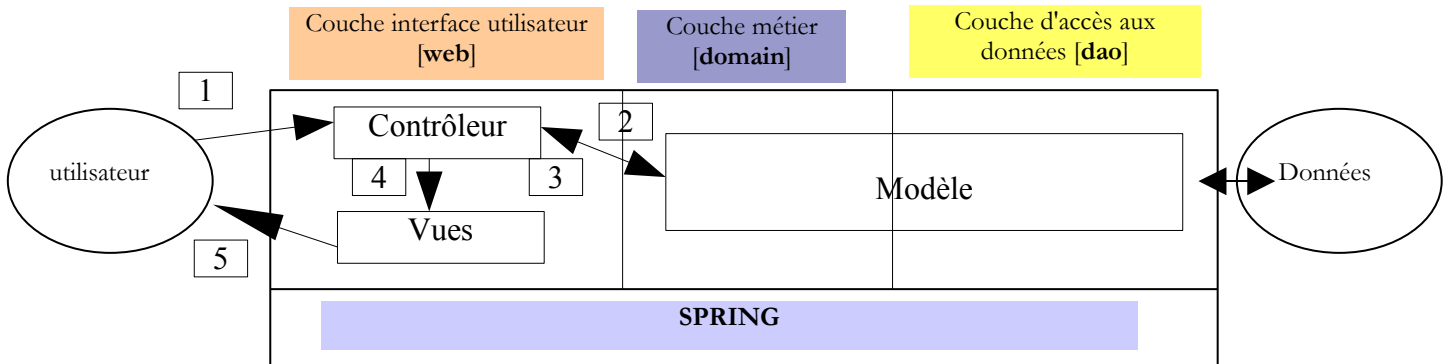 Couche interface utilisateur
[web]
Couche métier
[domain]
Couche d'accès aux
données [dao]
1
Contrôleur
2
utilisateur
4
3
Modèle
Données
Vues
5
SPRING